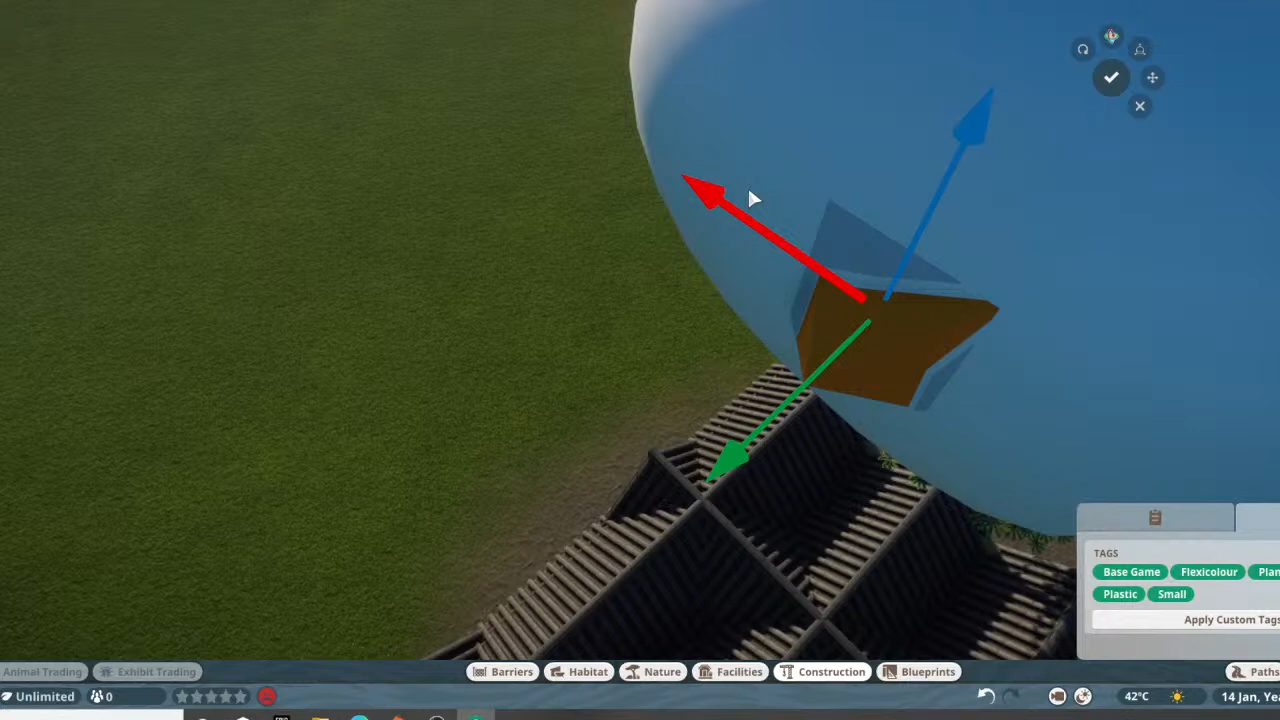 TAGS
Base Game Flexicolour
Plastic Small
Apply Custom Tags
Animal Trading Exhibit Trading Barriers Habitat Nature Facilities Construction Blueprints Paths
Unlimited 0 42°C 14 Jan,